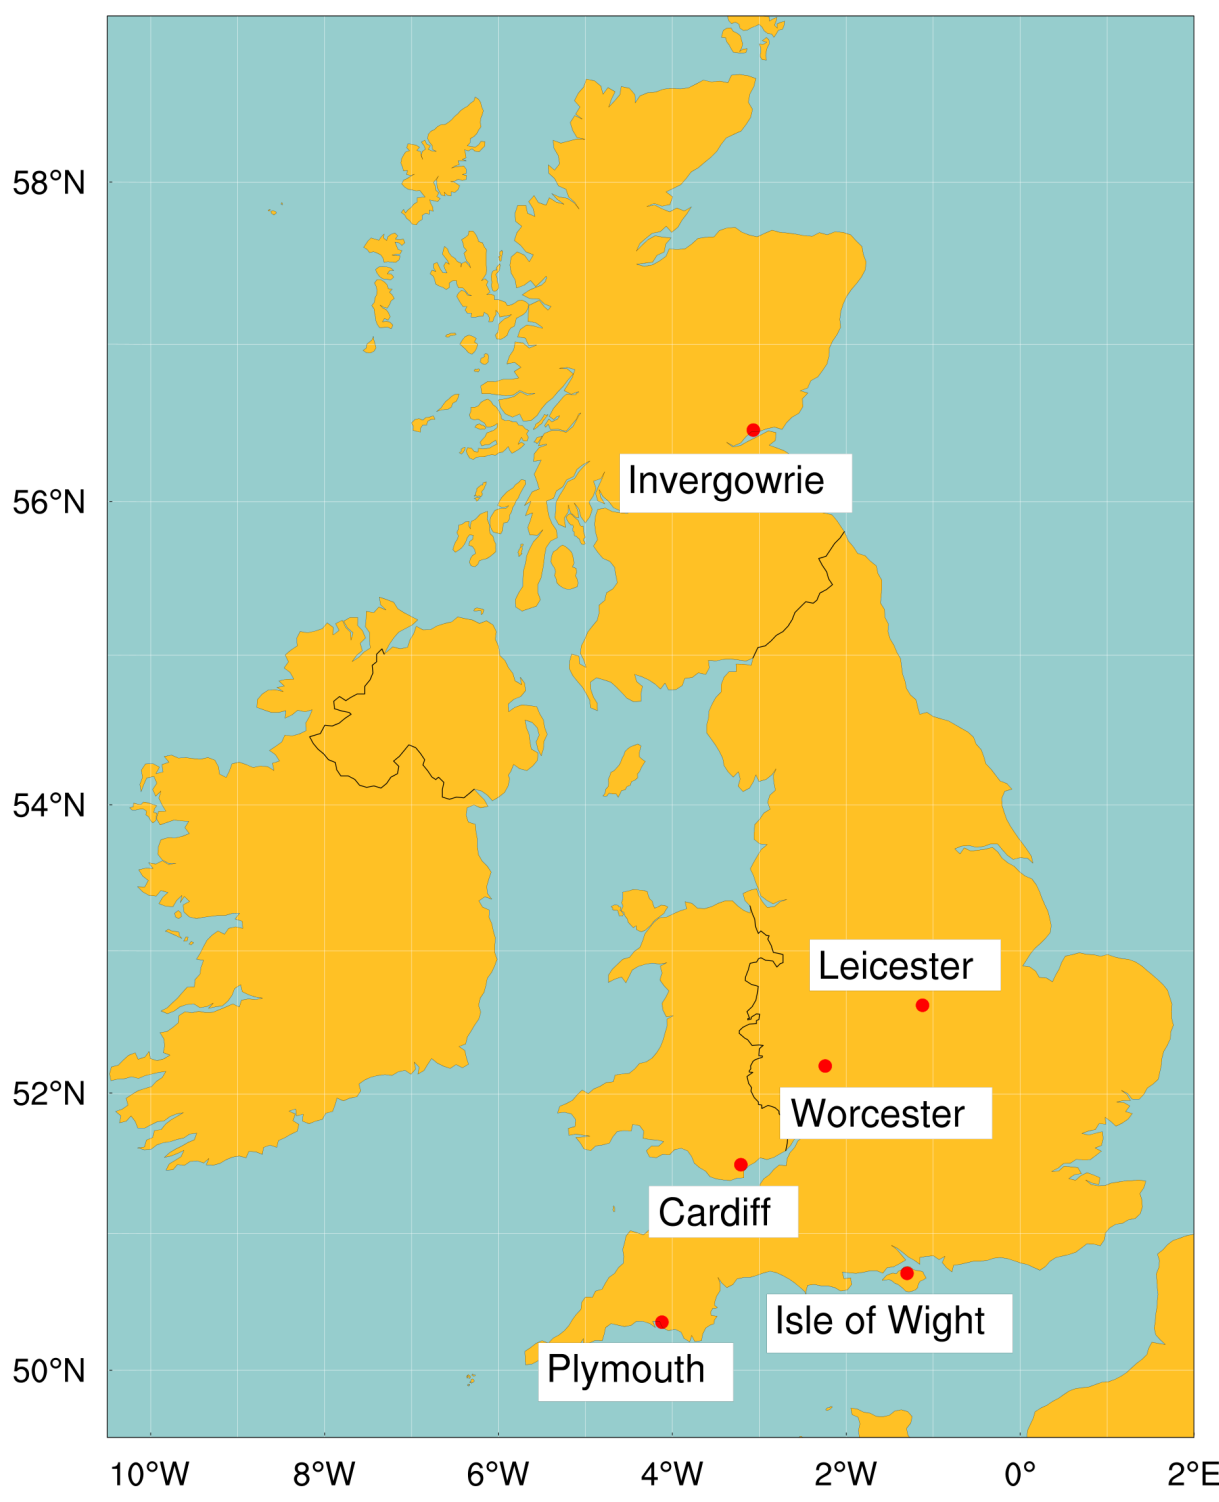 58°N
56°N
Invergowrie
54°N
Leicester
52°N
Worcester
Cardiff
Isle of Wight
50°N
Plymouth
10°W 8°W 6°W 4°W 2°W 0° 2°E